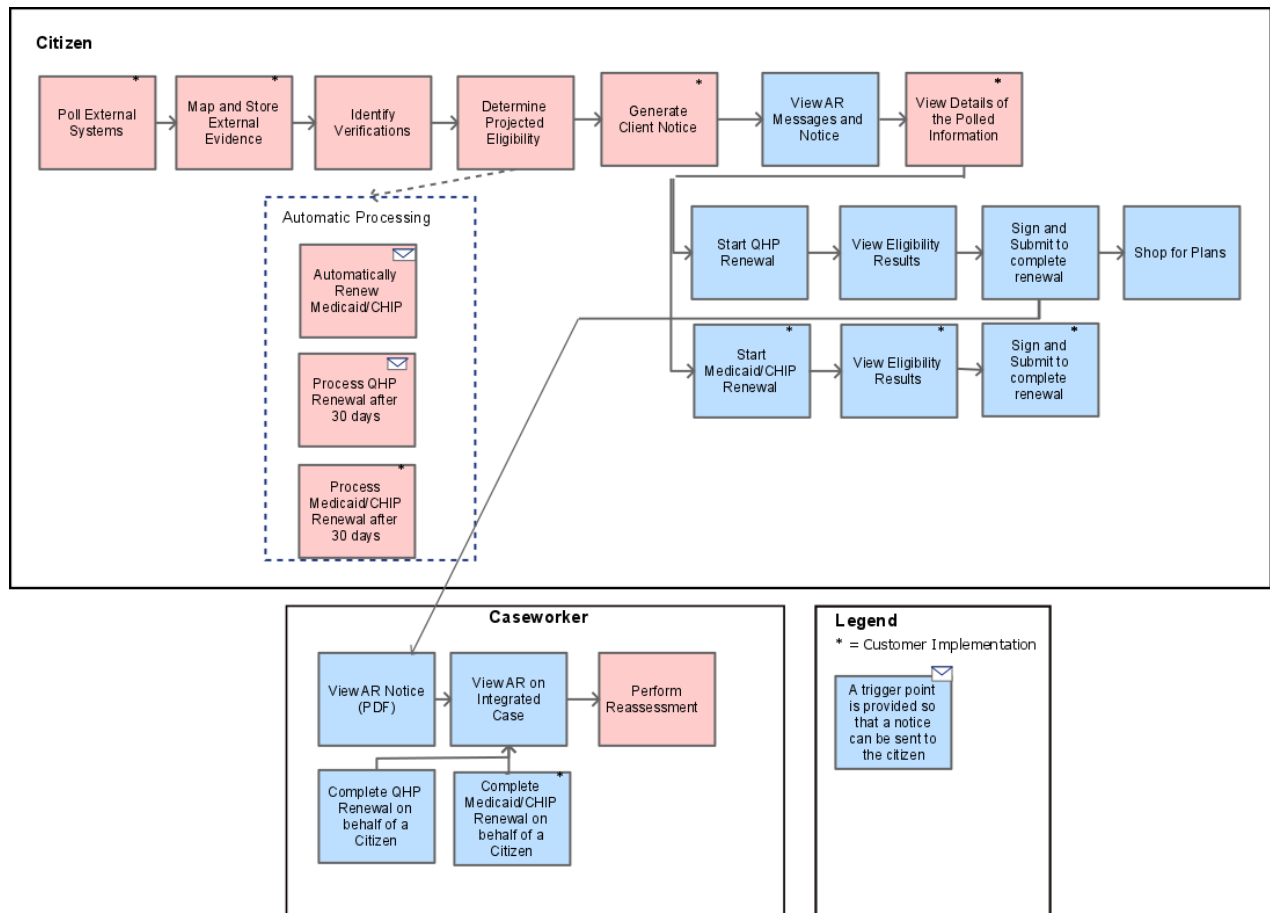 Citizen
*
Poll External
Systems
*
Map and Store
External
Evidence
Identify
Verifications
Determine
Projected
Eligibility
*
Generate
Client Notice
View AR
Messages and
Notice
*
View Details of
the Polled
Information
Automatic Processing
Automatically
Renew
Medicaid/CHIP
Process QHP
Renewal after
30 days
*
Process
Medicaid/CHIP
Renewal after
30 days
Start QHP
Renewal
View Eligibility
Results
Sign and
Submit to
complete
renewal
Shop for Plans
*
Start
Medicaid/CHIP
Renewal
*
View Eligibility
Results
*
Sign and
Submit to
complete
renewal
Caseworker
View AR Notice
(PDF)
View AR on
Integrated
Case
Perform
Reassessment
Complete QHP
Renewal on
behalf of a
Citizen
*
Complete
Medicaid/CHIP
Renewal on
behalf of a
Citizen
Legend
* = Customer Implementation
A trigger point
is provided so
that a notice
can be sent to
the citizen